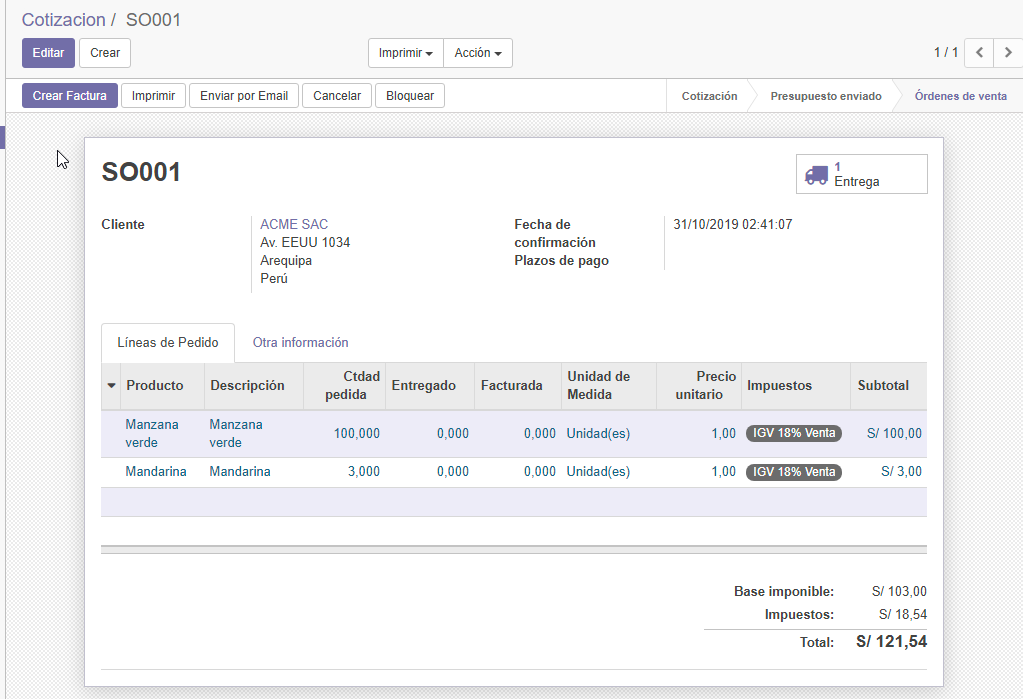 Cotizacion / SO001
Editar Crear Imprimir Acción 1 / 1
Crear Factura Imprimir Enviar por Email Cancelar Bloquear Cotización Presupuesto enviado Órdenes de venta
SO001
1
Entrega
Cliente
ACME SAC
Av. EEUU 1034
Arequipa
Perú
Fecha de
confirmación
31/10/2019 02:41:07
Plazos de pago
Líneas de Pedido Otra información
Producto Descripción Ctdad pedida Entregado Facturada Unidad de Medida Precio unitario Impuestos Subtotal
Manzana verde Manzana verde 100,000 0,000 0,000 Unidad(es) 1,00 IGV 18% Venta S/ 100,00
Mandarina Mandarina 3,000 0,000 0,000 Unidad(es) 1,00 IGV 18% Venta S/ 3,00
Base imponible: S/ 103,00
Impuestos: S/ 18,54
Total: S/ 121,54